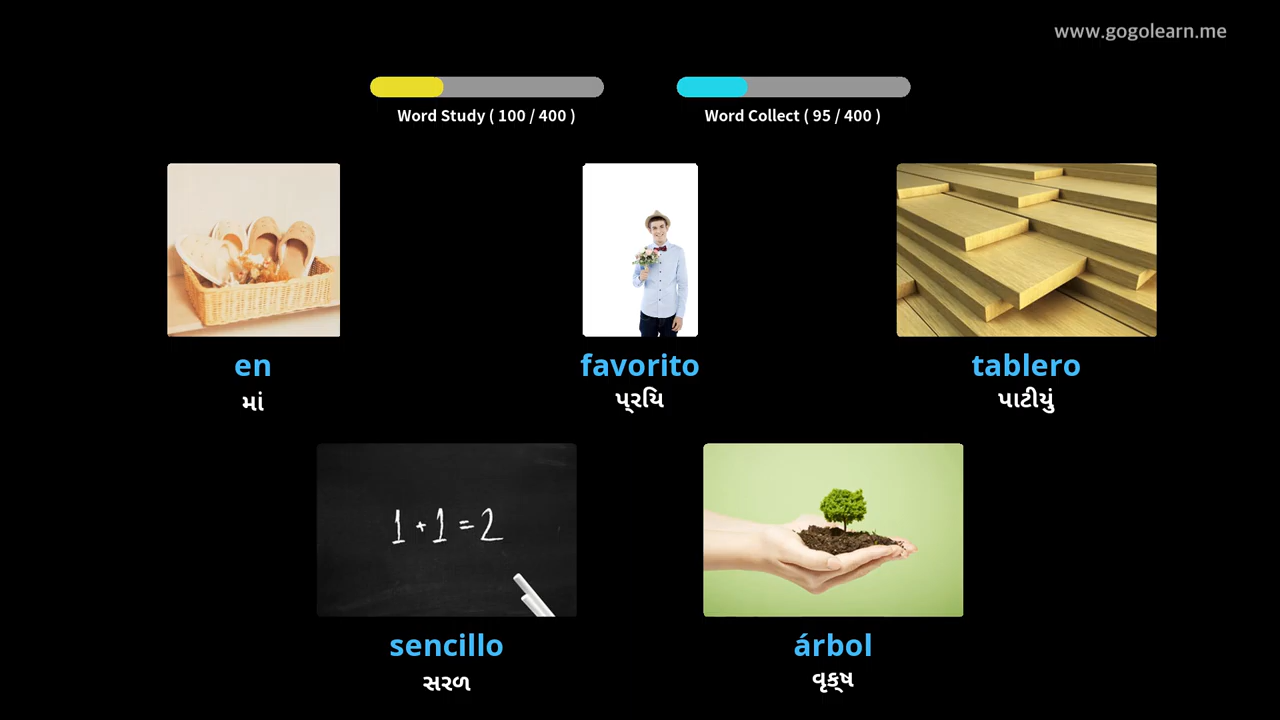 www.gogolearn.me
Word Study ( 100 / 400 )
Word Collect ( 95 / 400 )
en
માં
favorito
પ્રિય
tablero
પાટીયું
1 + 1 = 2
sencillo
સરળ
árbol
વૃક્ષ